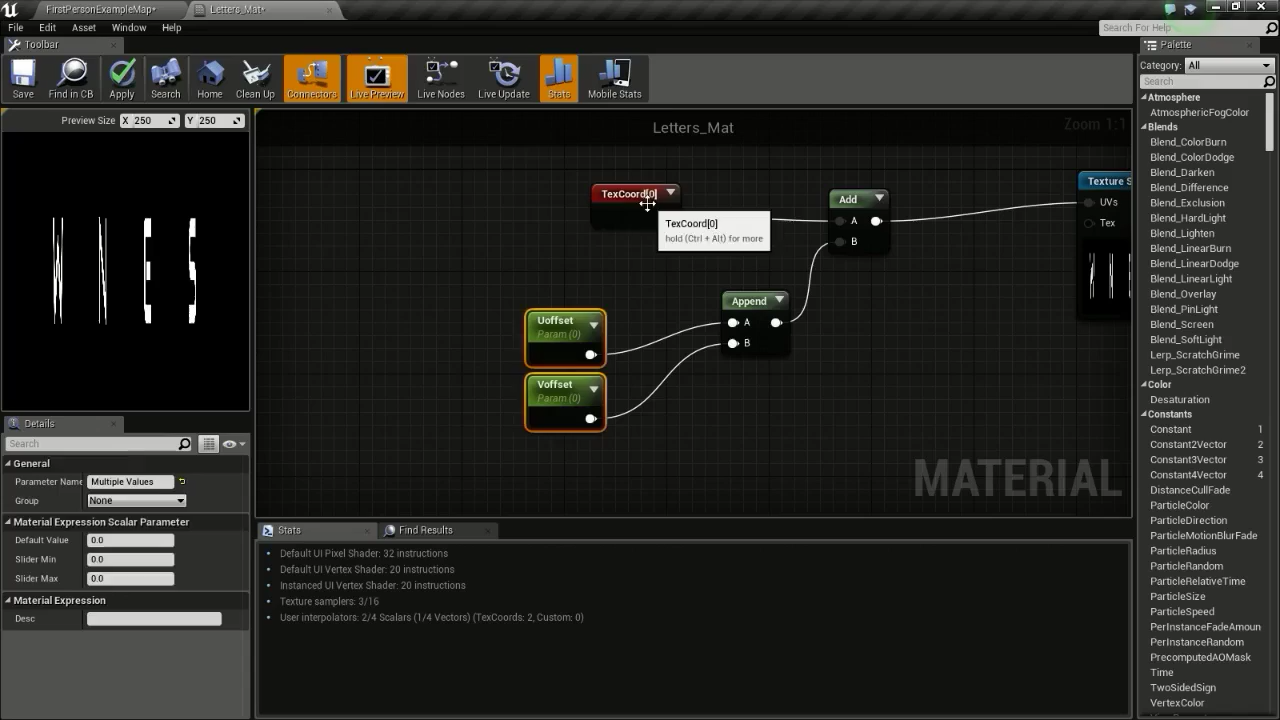 FirstPersonExampleMap*
Letters_Mat*
File Edit Asset Window Help
Search For Help
Toolbar
Save Find in CB Apply Search Home Clean Up Connectors Live Preview Live Nodes Live Update Stats Mobile Stats
Preview Size X 250 Y 250
W N E S
Letters_Mat
Zoom 1:1
TexCoord[0]
TexCoord[0]
hold (Ctrl + Alt) for more
Add
A
B
Texture S
UVs
Tex
Uoffset
Param (0)
Voffset
Param (0)
Append
A
B
MATERIAL
Details
Search
General
Parameter Name Multiple Values
Group None
Material Expression Scalar Parameter
Default Value 0.0
Slider Min 0.0
Slider Max 0.0
Material Expression
Desc
Stats
Find Results
Default UI Pixel Shader: 32 instructions
Default UI Vertex Shader: 20 instructions
Instanced UI Vertex Shader: 20 instructions
Texture samplers: 3/16
User interpolators: 2/4 Scalars (1/4 Vectors) (TexCoords: 2, Custom: 0)
Palette
Category: All
Search
Atmosphere
AtmosphericFogColor
Blends
Blend_ColorBurn
Blend_ColorDodge
Blend_Darken
Blend_Difference
Blend_Exclusion
Blend_HardLight
Blend_Lighten
Blend_LinearBurn
Blend_LinearDodge
Blend_LinearLight
Blend_Overlay
Blend_PinLight
Blend_Screen
Blend_SoftLight
Lerp_ScratchGrime
Lerp_ScratchGrime2
Color
Desaturation
Constants
Constant 1
Constant2Vector 2
Constant3Vector 3
Constant4Vector 4
DistanceCullFade
ParticleColor
ParticleDirection
ParticleMotionBlurFade
ParticleRadius
ParticleRandom
ParticleRelativeTime
ParticleSize
ParticleSpeed
PerInstanceFadeAmoun
PerInstanceRandom
PrecomputedAOMask
Time
TwoSidedSign
VertexColor